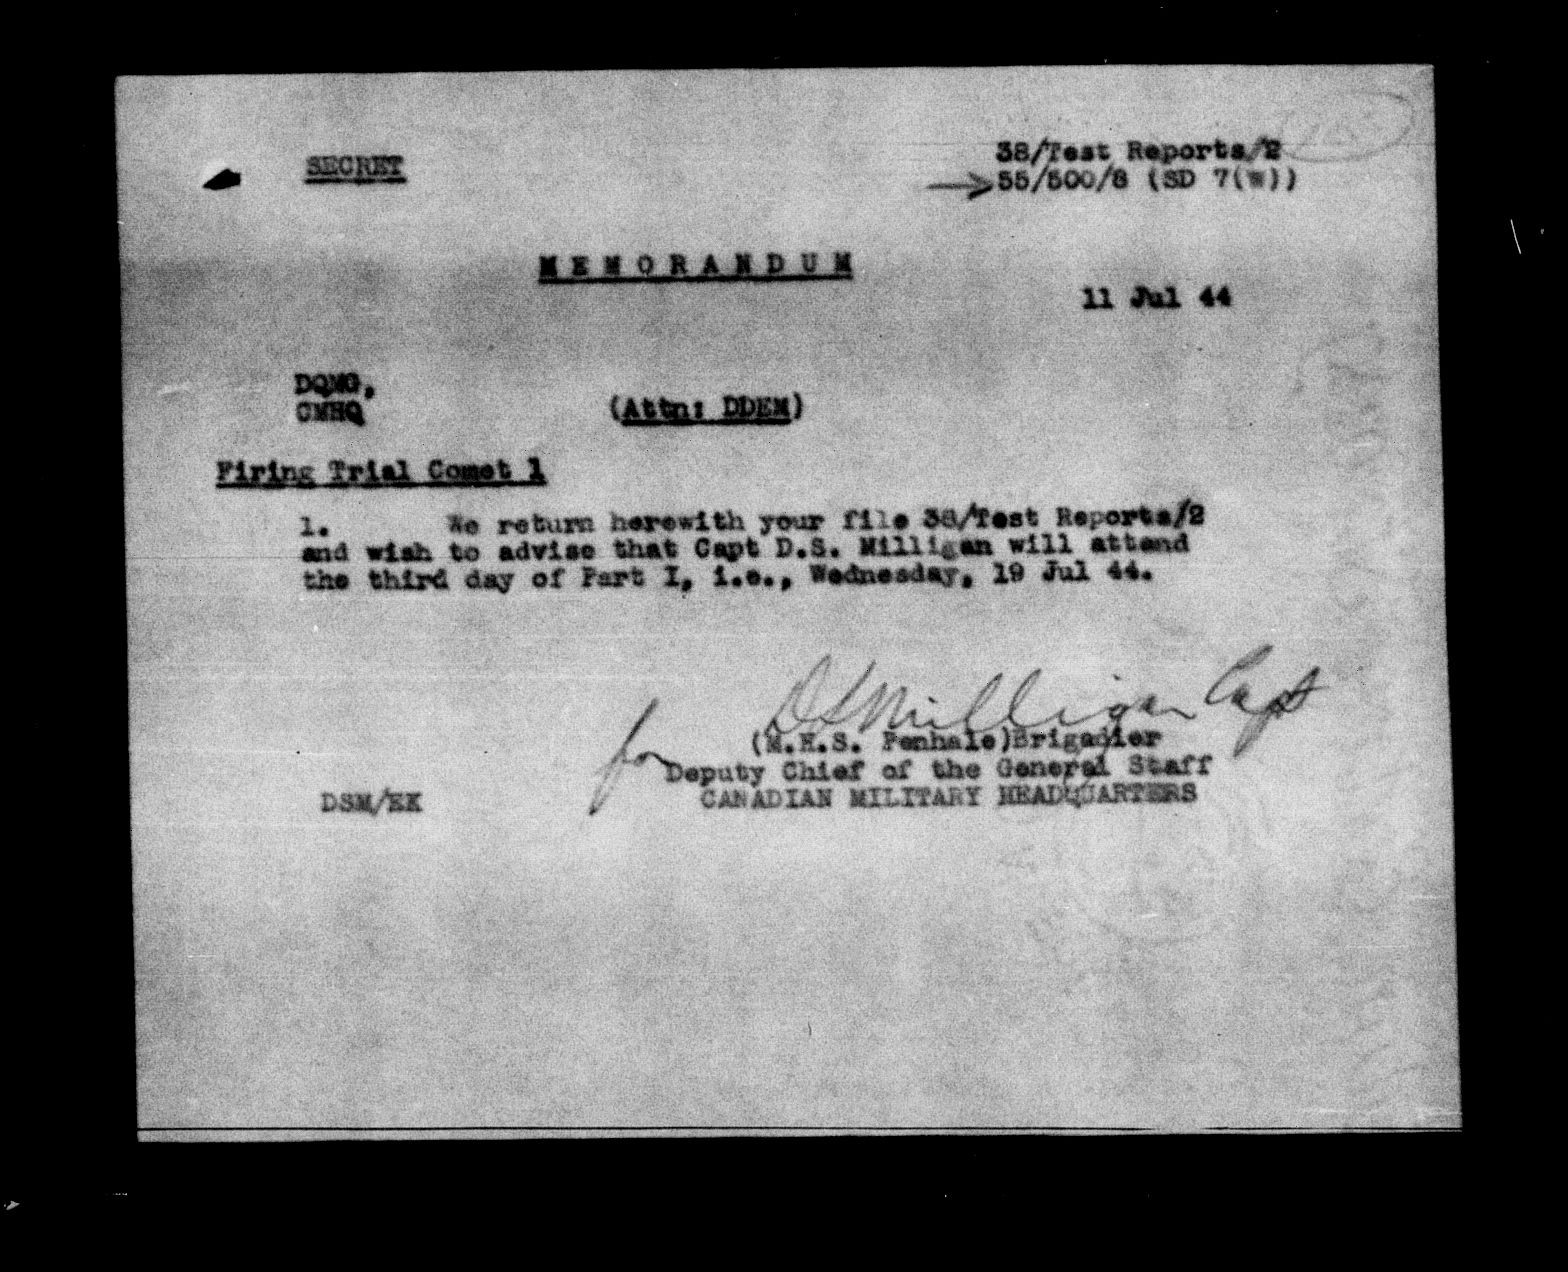 SECRET
38/Test Reports/2
55/500/8 (SD 7(W))
MEMORANDUM
11 Jul 44
DQMG,
CMHQ
(Attn: DDEM)
Firing Trial Comet 1
1. We return herewith your file 38/Test Reports/2
and wish to advise that Capt D.S. Milligan will attend
the third day of Part I, i.e., Wednesday, 19 Jul 44.
DSMilligan Capt
for
(M.H.S. Penhale)Brigadier
Deputy Chief of the General Staff
CANADIAN MILITARY HEADQUARTERS
DSM/EK